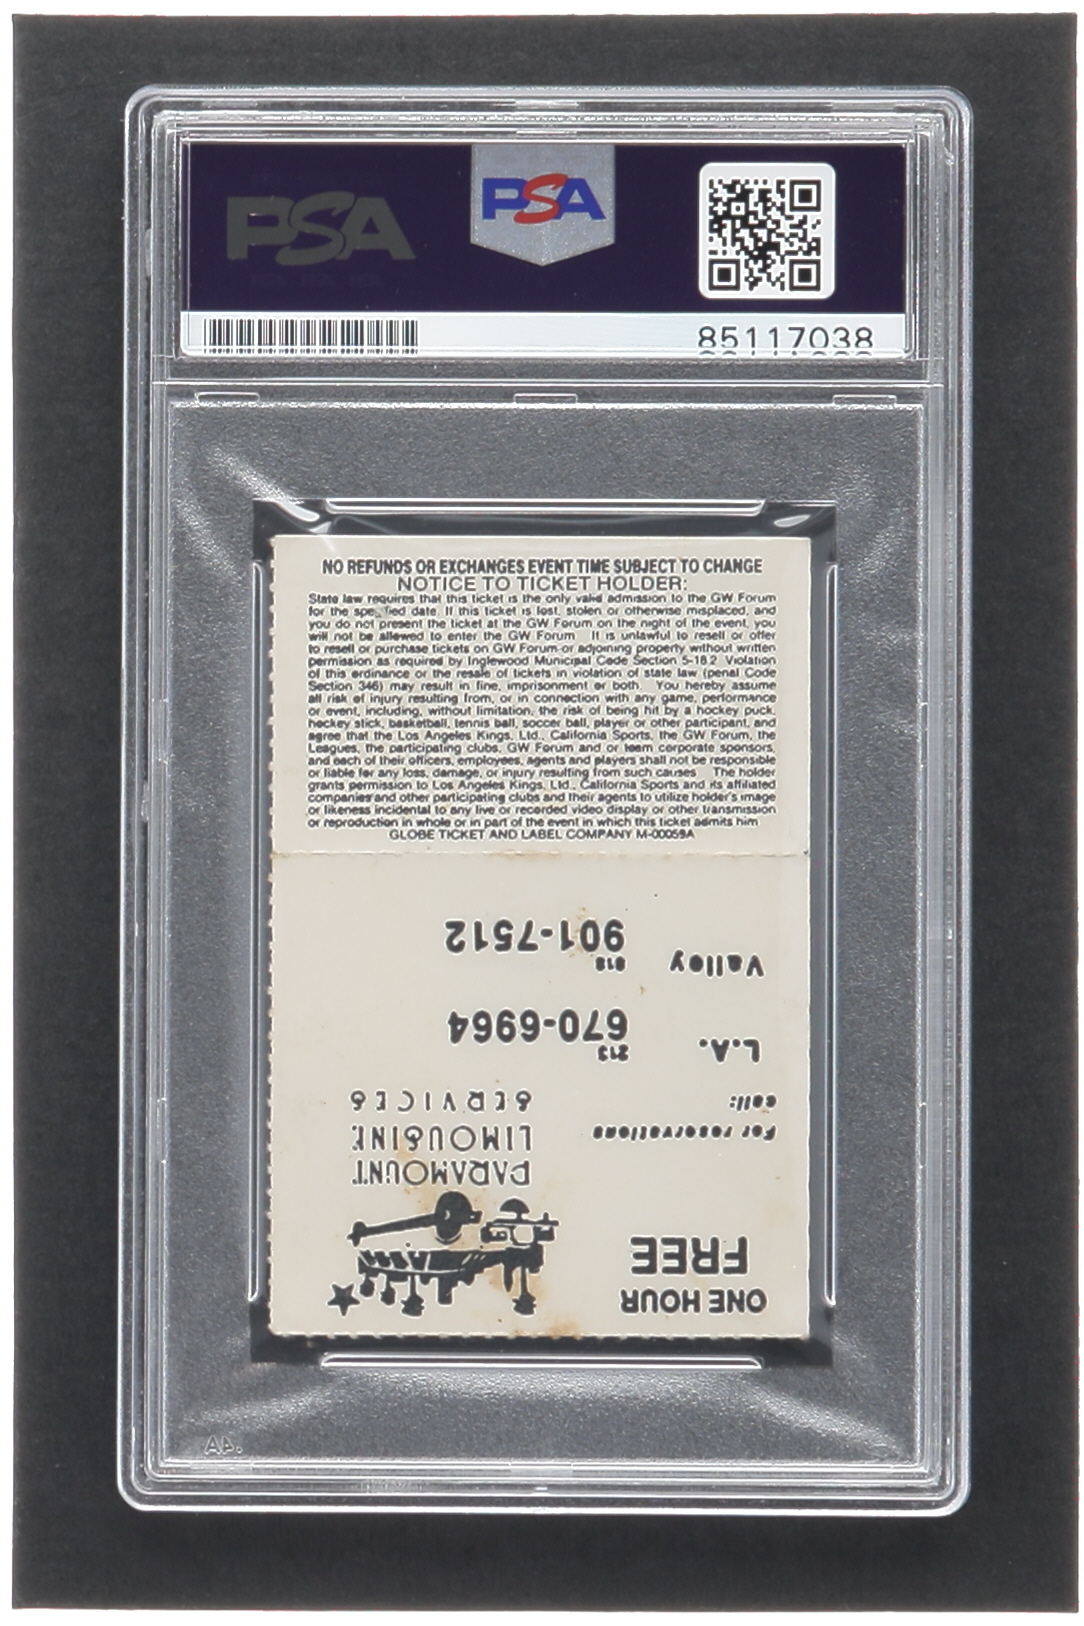 PSA
PSA
85117038
NO REFUNDS OR EXCHANGES EVENT TIME SUBJECT TO CHANGE
NOTICE TO TICKET HOLDER:
State law requires that this ticket is the only valid admission to the GW Forum
for the specified date. If this ticket is lost, stolen or otherwise misplaced, and
you do not present the ticket at the GW Forum on the night of the event, you
will not be allowed to enter the GW Forum. It is unlawful to resell or offer
to resell or purchase tickets on GW Forum or adjoining property without written
permission as required by Inglewood Municipal Code Section 5-18.2 Violation
of this ordinance or the resale of tickets in violation of state law (penal Code
Section 346) may result in fine, imprisonment or both. You hereby assume
all risk of injury resulting from, or in connection with any game, performance
or event, including, without limitation, the risk of being hit by a hockey puck,
hockey stick, basketball, tennis ball, soccer ball, player or other participant, and
agree that the Los Angeles Kings, Ltd., California Sports, the GW Forum, the
Leagues, the participating clubs, GW Forum and or team corporate sponsors,
and each of their officers, employees, agents and players shall not be responsible
or liable for any loss, damage, or injury resulting from such causes. The holder
grants permission to Los Angeles Kings, Ltd., California Sports and its affiliated
companies and other participating clubs and their agents to utilize holder's image
or likeness incidental to any live or recorded video display or other transmission
or reproduction in whole or in part of the event in which this ticket admits him
GLOBE TICKET AND LABEL COMPANY M-00059A
ONE HOUR
FREE
PARAMOUNT
LIMOUSINE
SERVICES
For reservations
call:
L.A. 213 670-6964
Valley 818 901-7512